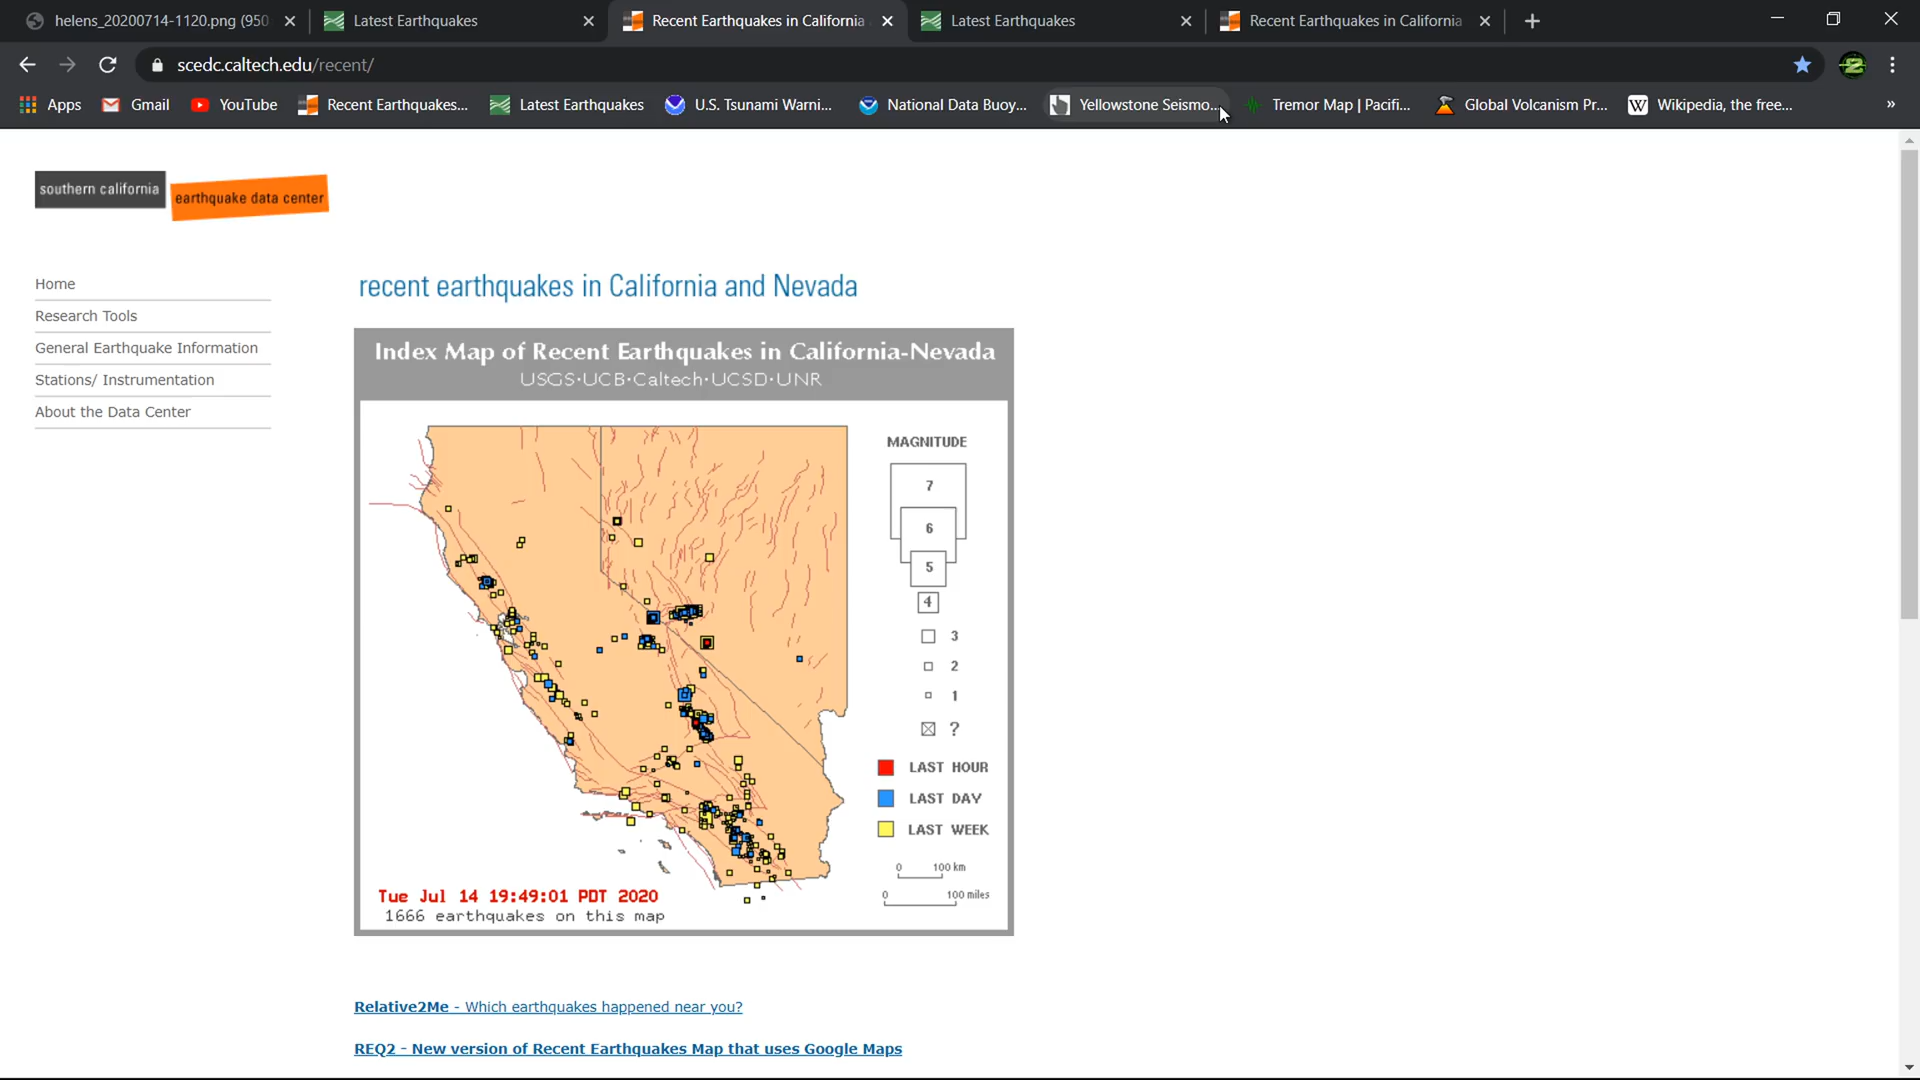 helens_20200714-1120.png (950
Latest Earthquakes
Recent Earthquakes in California
Latest Earthquakes
Recent Earthquakes in California
scedc.caltech.edu/recent/
Apps
Gmail
YouTube
Recent Earthquakes...
Latest Earthquakes
U.S. Tsunami Warni...
National Data Buoy...
Yellowstone Seismo...
Tremor Map | Pacifi...
Global Volcanism Pr...
W
Wikipedia, the free...
»
southern california
earthquake data center
Home
Research Tools
General Earthquake Information
Stations/ Instrumentation
About the Data Center
recent earthquakes in California and Nevada
Index Map of Recent Earthquakes in California-Nevada
USGS·UCB·Caltech·UCSD·UNR
MAGNITUDE
7
6
5
4
3
2
1
?
LAST HOUR
LAST DAY
LAST WEEK
0 100 km
0 100 miles
Tue Jul 14 19:49:01 PDT 2020
1666 earthquakes on this map
Relative2Me - Which earthquakes happened near you?
REQ2 - New version of Recent Earthquakes Map that uses Google Maps